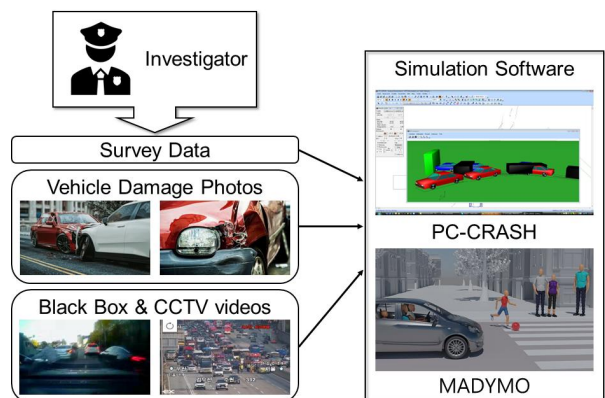 Investigator
Survey Data
Vehicle Damage Photos
Black Box & CCTV videos
Simulation Software
PC-CRASH
MADYMO